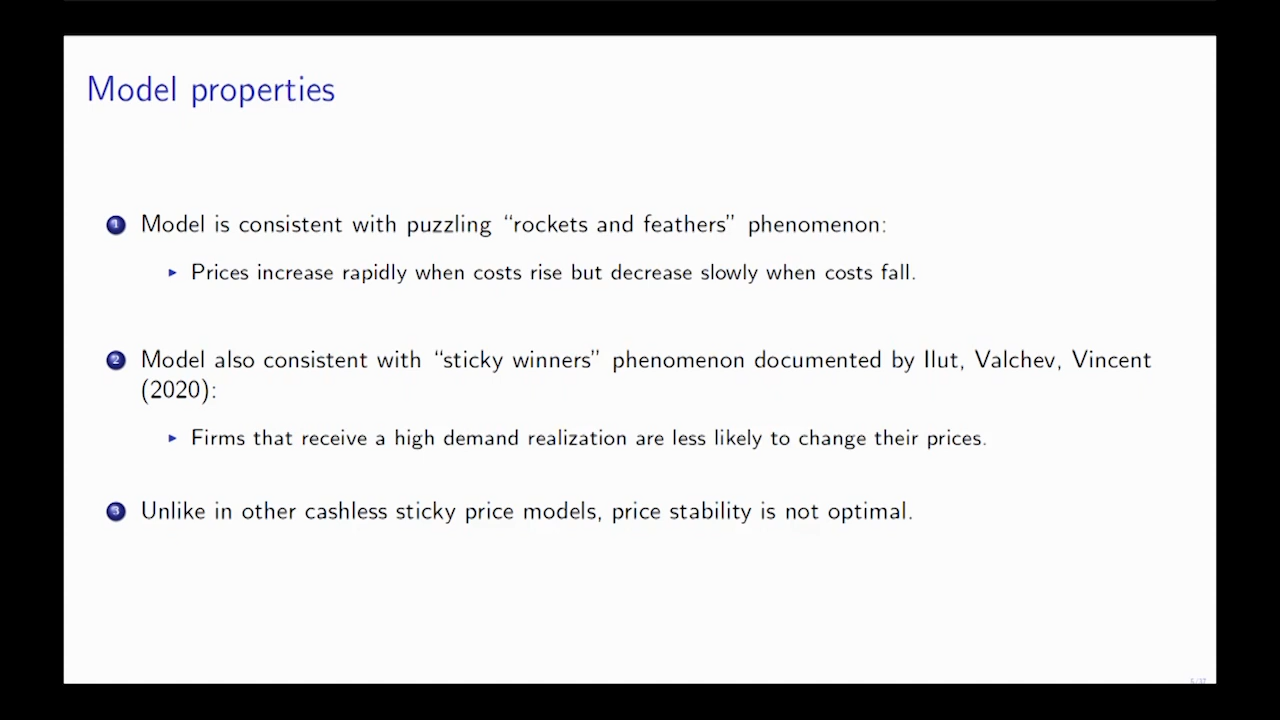 Model properties
1 Model is consistent with puzzling “rockets and feathers” phenomenon:
▸ Prices increase rapidly when costs rise but decrease slowly when costs fall.
2 Model also consistent with “sticky winners” phenomenon documented by Ilut, Valchev, Vincent
(2020):
▸ Firms that receive a high demand realization are less likely to change their prices.
3 Unlike in other cashless sticky price models, price stability is not optimal.